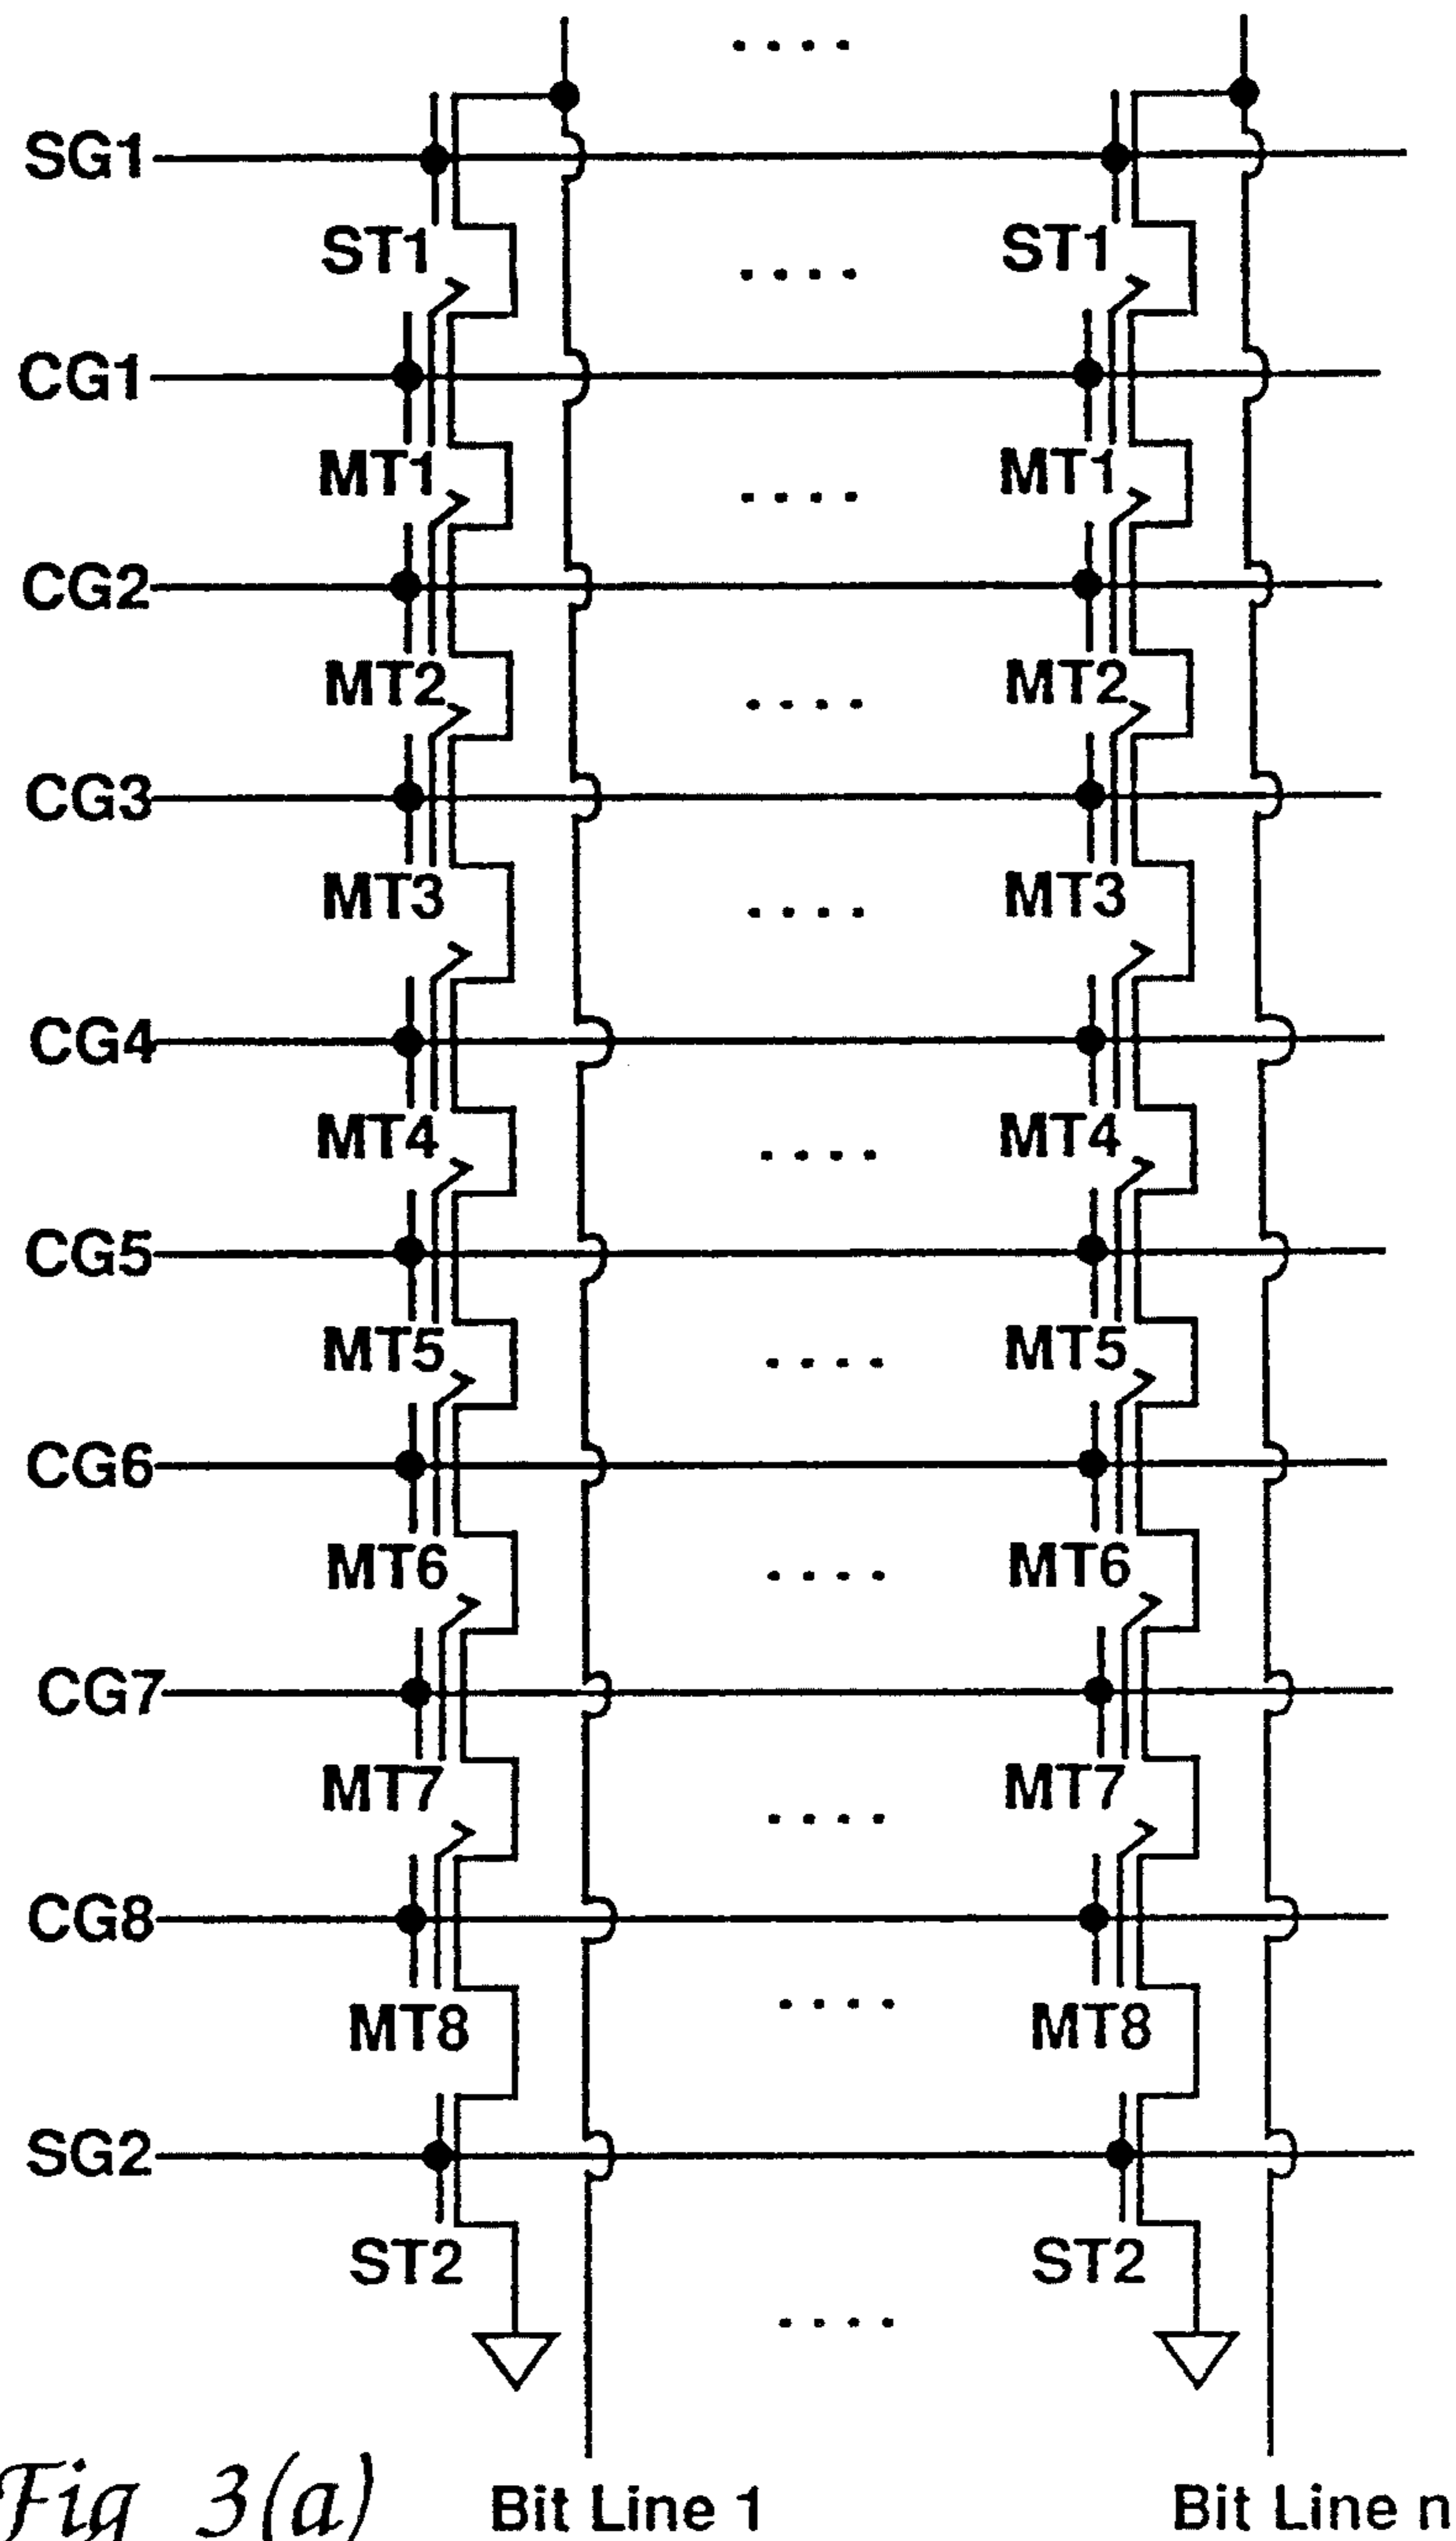 SG1
ST1 ST1
CG1
MT1 MT1
CG2
MT2 MT2
CG3
MT3 MT3
CG4
MT4 MT4
CG5
MT5 MT5
CG6
MT6 MT6
CG7
MT7 MT7
CG8
MT8 MT8
SG2
ST2 ST2
Fig 3(a) Bit Line 1 Bit Line n